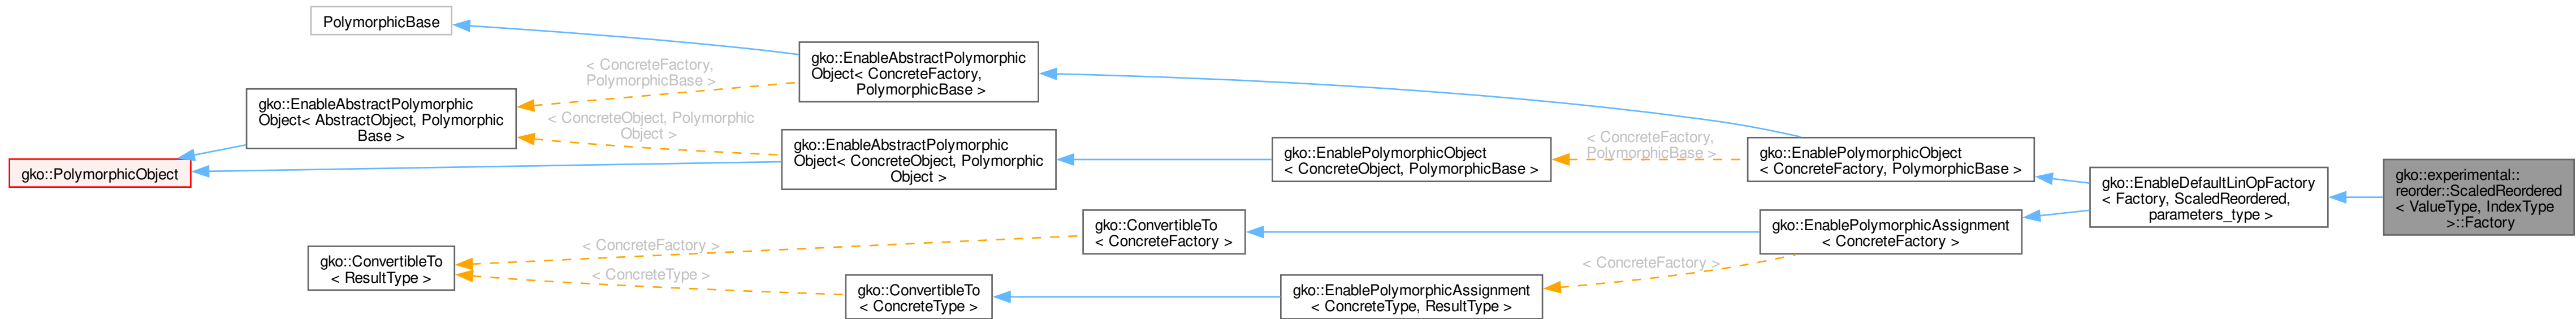 PolymorphicBase
gko::EnableAbstractPolymorphic
Object< ConcreteFactory,
PolymorphicBase >
< ConcreteFactory,
PolymorphicBase >
gko::EnableAbstractPolymorphic
Object< AbstractObject, Polymorphic
Base >
< ConcreteObject, Polymorphic
Object >
gko::PolymorphicObject
gko::EnableAbstractPolymorphic
Object< ConcreteObject, Polymorphic
Object >
gko::EnablePolymorphicObject
< ConcreteObject, PolymorphicBase >
< ConcreteFactory,
PolymorphicBase >
gko::EnablePolymorphicObject
< ConcreteFactory, PolymorphicBase >
gko::EnableDefaultLinOpFactory
< Factory, ScaledReordered,
parameters_type >
gko::experimental::
reorder::ScaledReordered
< ValueType, IndexType
>::Factory
gko::ConvertibleTo
< ConcreteFactory >
gko::EnablePolymorphicAssignment
< ConcreteFactory >
< ConcreteFactory >
gko::ConvertibleTo
< ResultType >
< ConcreteType >
gko::ConvertibleTo
< ConcreteType >
gko::EnablePolymorphicAssignment
< ConcreteType, ResultType >
< ConcreteFactory >